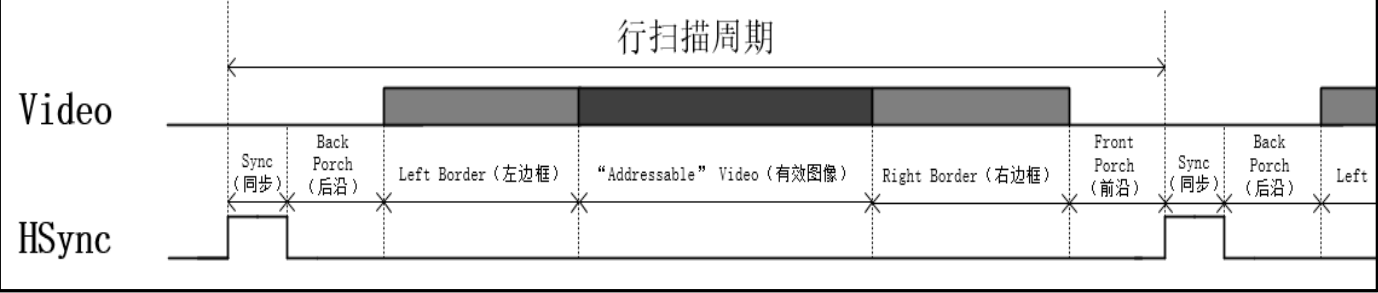 行扫描周期
Video
Sync
(同步)
Back
Porch
(后沿)
Left Border(左边框)
“Addressable” Video(有效图像)
Right Border(右边框)
Front
Porch
(前沿)
Sync
(同步)
Back
Porch
(后沿)
Left
HSync